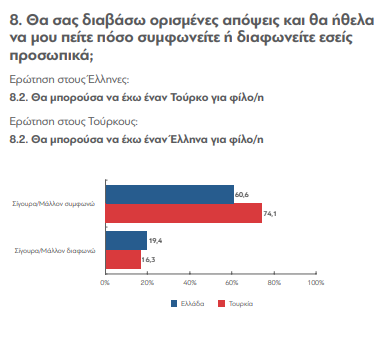 8. Θα σας διαβάσω ορισμένες απόψεις και θα ήθελα
να μου πείτε πόσο συμφωνείτε ή διαφωνείτε εσείς
προσωπικά;
Ερώτηση στους Έλληνες:
8.2. Θα μπορούσα να έχω έναν Τούρκο για φίλο/η
Ερώτηση στους Τούρκους:
8.2. Θα μπορούσα να έχω έναν Έλληνα για φίλο/η
Σίγουρα/Μάλλον συμφωνώ
60,6
74,1
Σίγουρα/Μάλλον διαφωνώ
19,4
16,3
0% 20% 40% 60% 80% 100%
Ελλάδα Τουρκία